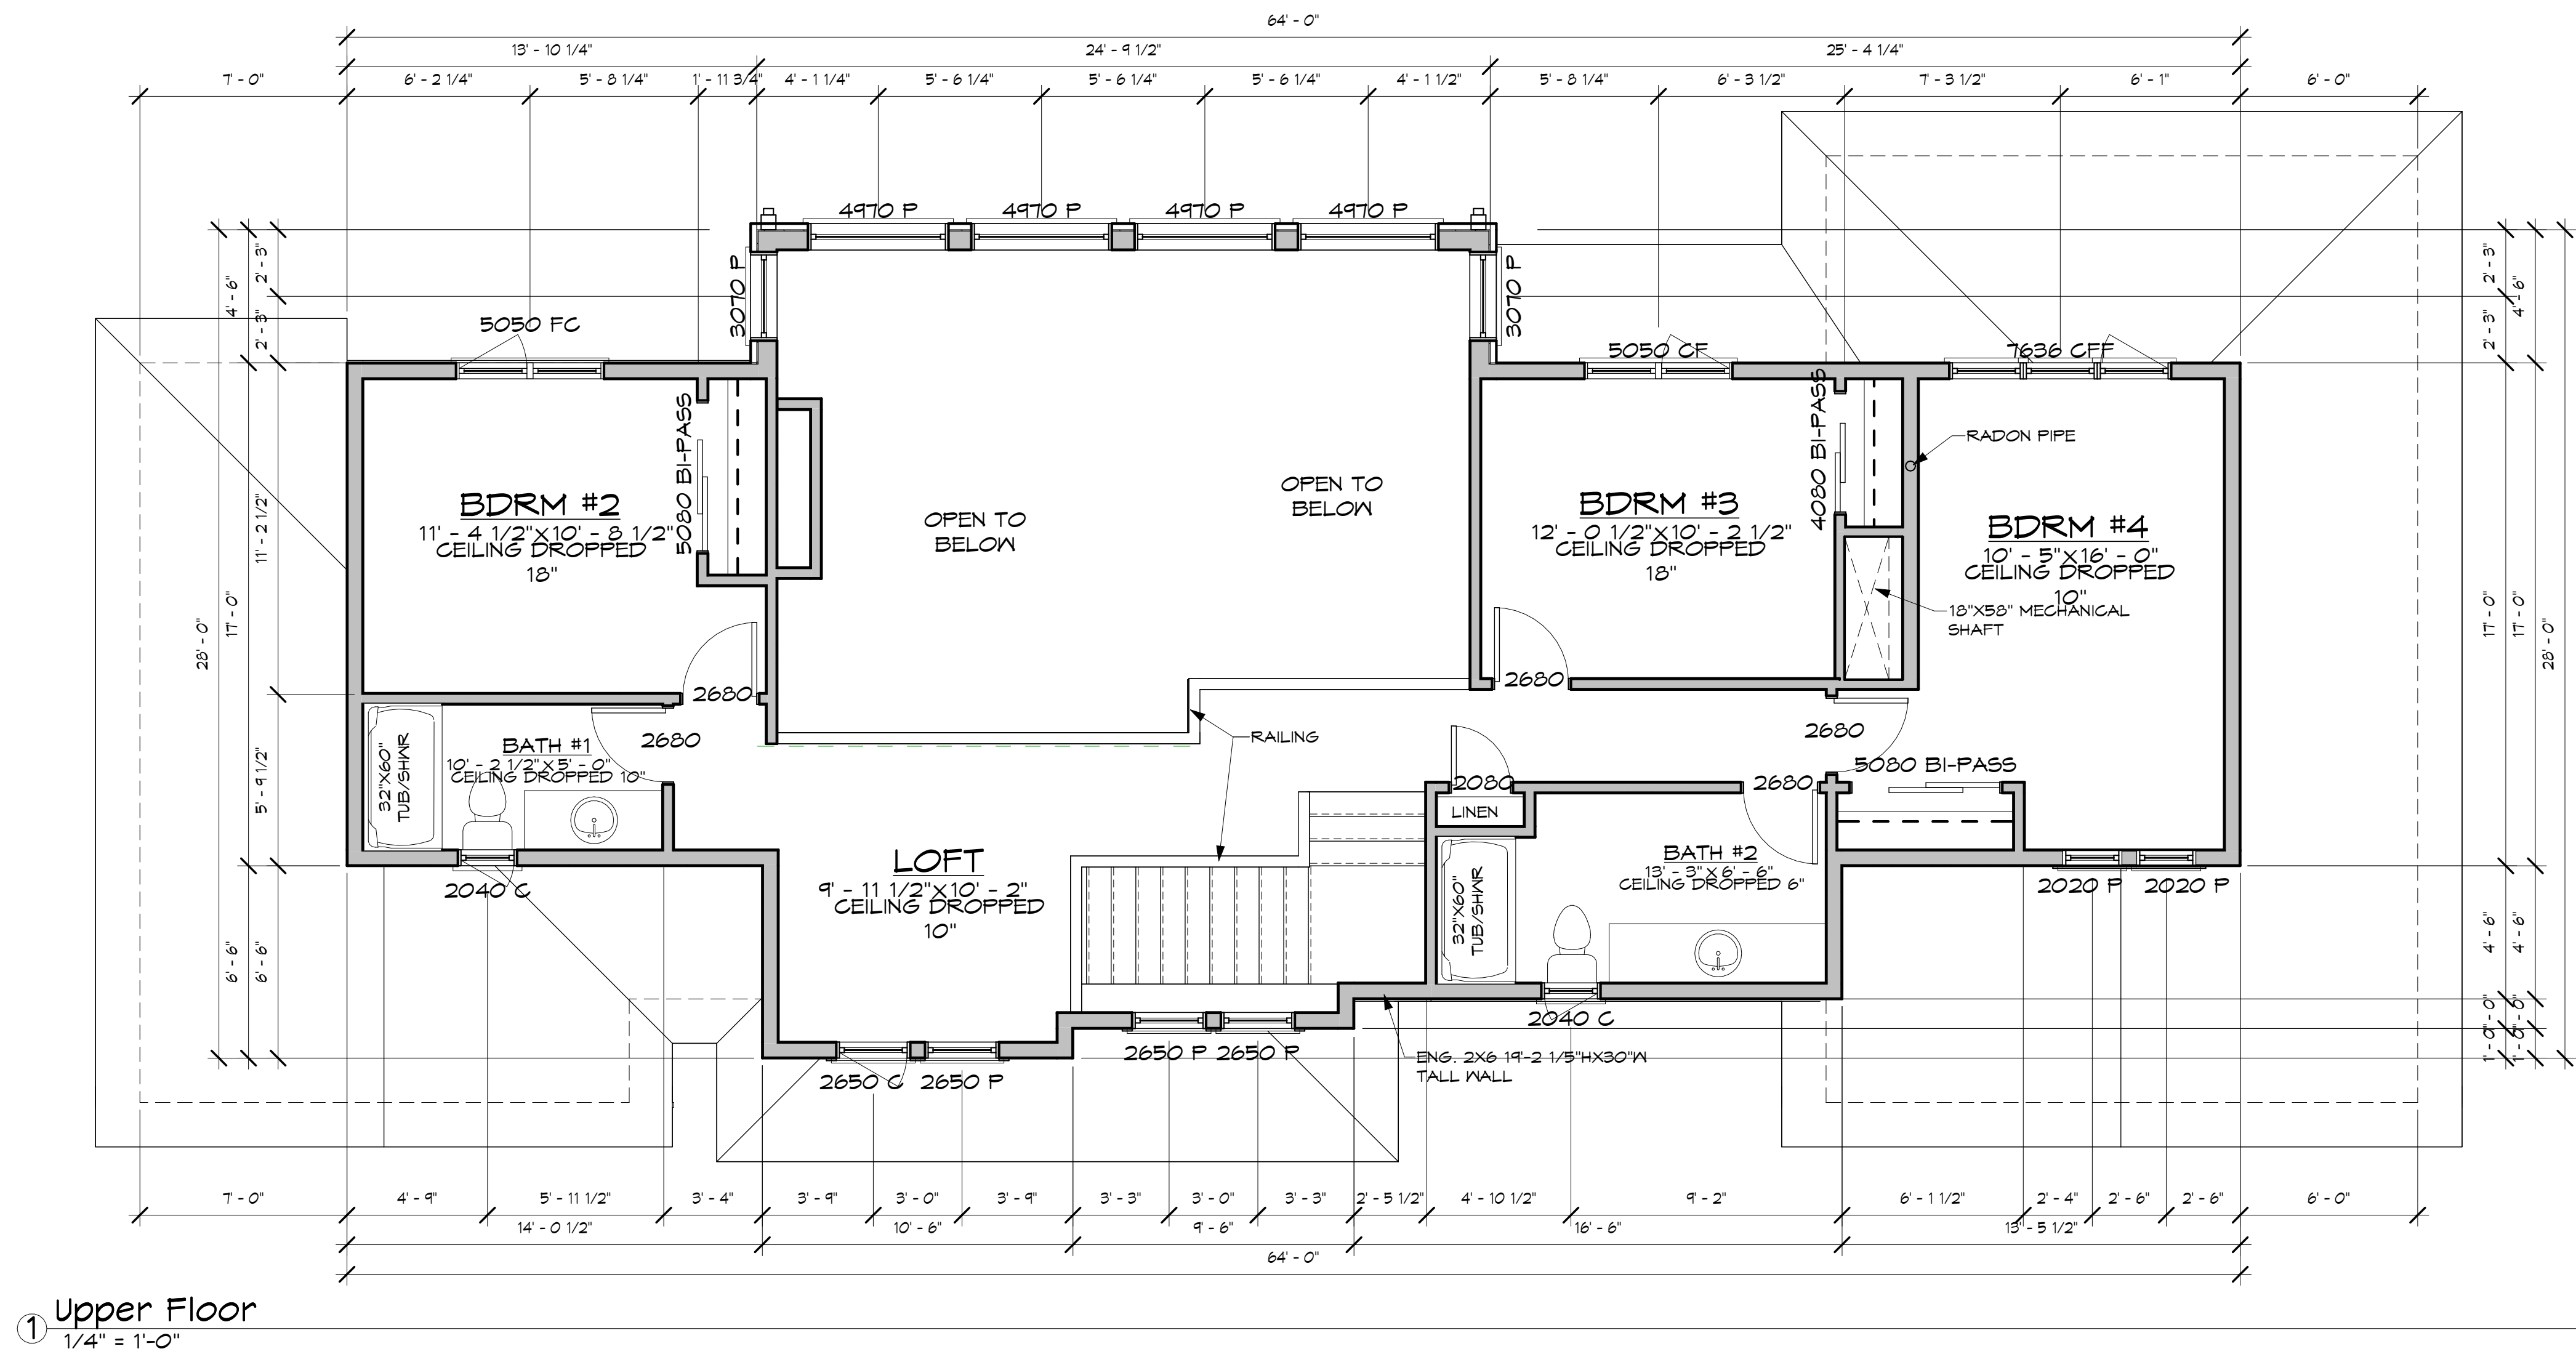 64' - 0"
13' - 10 1/4" 24' - 9 1/2" 25' - 4 1/4"
7' - 0" 6' - 2 1/4" 5' - 8 1/4" 1' - 11 3/4" 4' - 1 1/4" 5' - 6 1/4" 5' - 6 1/4" 5' - 6 1/4" 4' - 1 1/2" 5' - 8 1/4" 6' - 3 1/2" 7' - 3 1/2" 6' - 1" 6' - 0"
4970 P 4970 P 4970 P 4970 P
3070 P
3070 P
2' - 3"
4' - 6"
2' - 3"
2' - 3"
4' - 6"
2' - 3"
5050 FC
5050 CF
7636 CFF
5080 BI-PASS
4080 BI-PASS
RADON PIPE
BDRM #2
11' - 4 1/2"X10' - 8 1/2"
CEILING DROPPED
18"
OPEN TO
BELOW
OPEN TO
BELOW
BDRM #3
12' - 0 1/2"X10' - 2 1/2"
CEILING DROPPED
18"
BDRM #4
10' - 5"X16' - 0"
CEILING DROPPED
10"
18"X58" MECHANICAL
SHAFT
11' - 2 1/2"
17' - 0"
28' - 0"
17' - 0"
17' - 0"
28' - 0"
2680
2680
2680
2680
RAILING
BATH #1
10' - 2 1/2"X5' - 0"
CEILING DROPPED 10"
32"X60"
TUB/SHWR
5' - 9 1/2"
5080 BI-PASS
2080
2680
LINEN
LOFT
9' - 11 1/2"X10' - 2"
CEILING DROPPED
10"
BATH #2
13' - 3"X6' - 6"
CEILING DROPPED 6"
32"X60"
TUB/SHWR
2040 C
2020 P 2020 P
6' - 6"
6' - 6"
4' - 6"
4' - 6"
1' - 0"
1' - 0"
1' - 0"
1' - 0"
2040 C
2650 P 2650 P
2650 C 2650 P
ENG. 2X6 19'-2 1/5"HX30"W
TALL WALL
7' - 0" 4' - 9" 5' - 11 1/2" 3' - 4" 3' - 9" 3' - 0" 3' - 9" 3' - 3" 3' - 0" 3' - 3" 2' - 5 1/2" 4' - 10 1/2" 9' - 2" 6' - 1 1/2" 2' - 4" 2' - 6" 2' - 6" 6' - 0"
14' - 0 1/2" 10' - 6" 9' - 6" 16' - 6" 13' - 5 1/2"
64' - 0"
1 Upper Floor
1/4" = 1'-0"